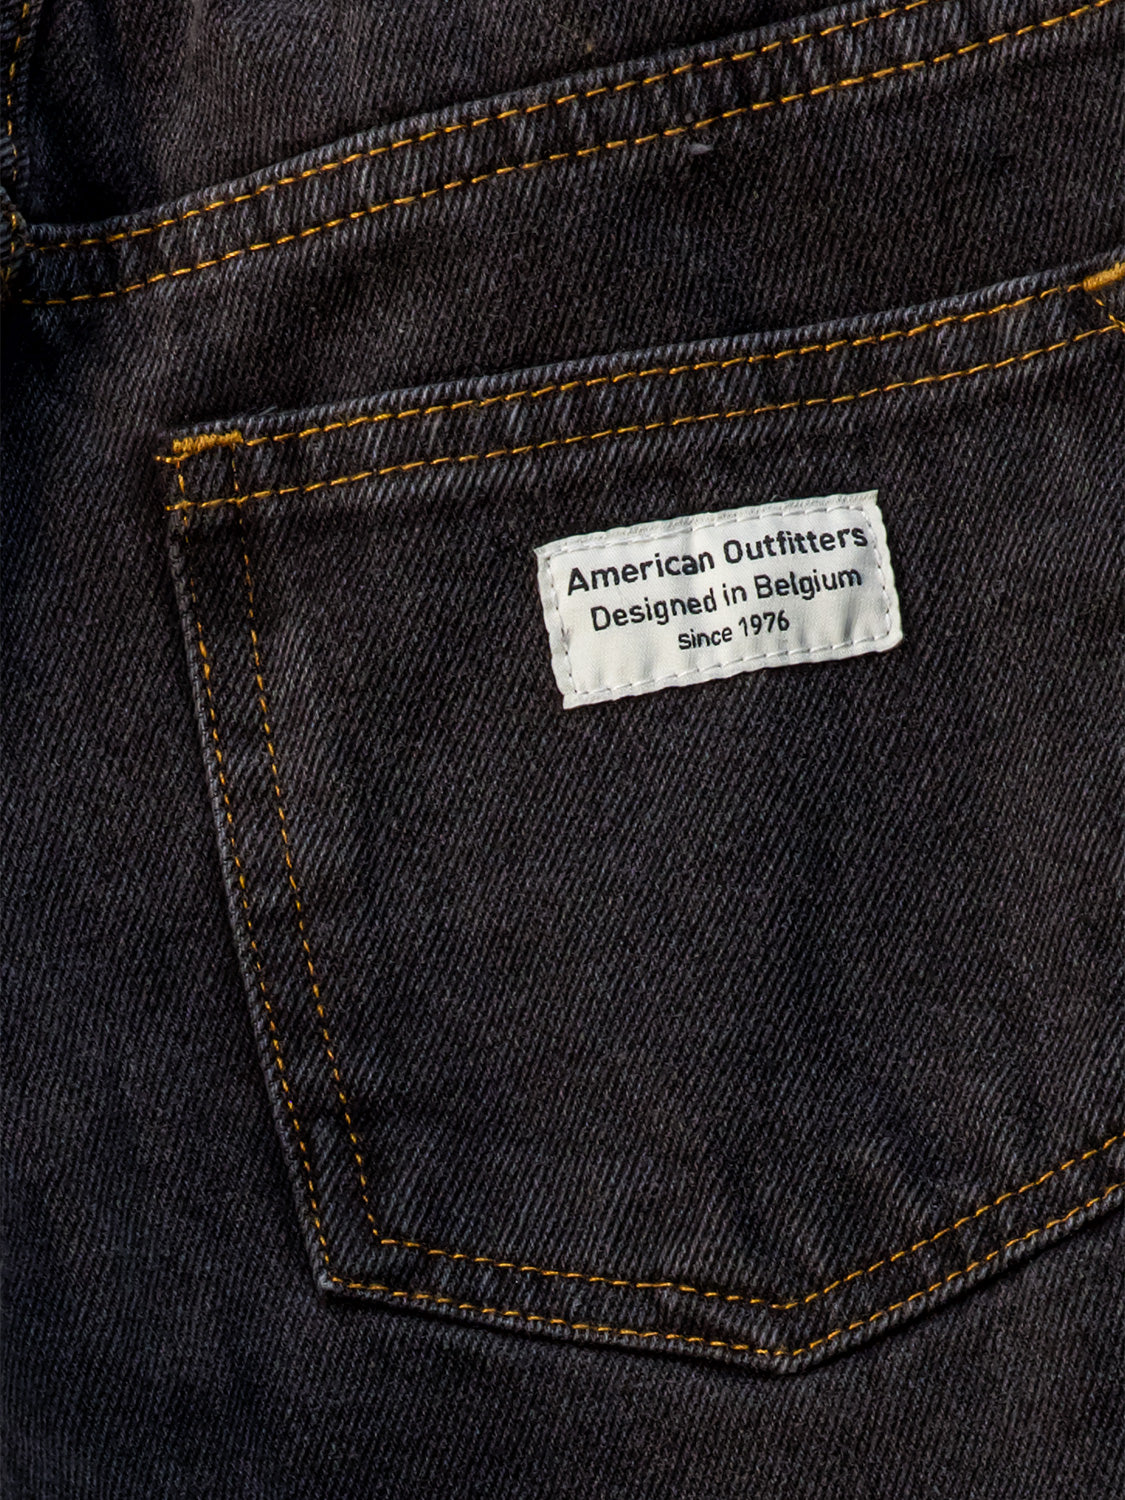 American Outfitters
Designed in Belgium
since 1976